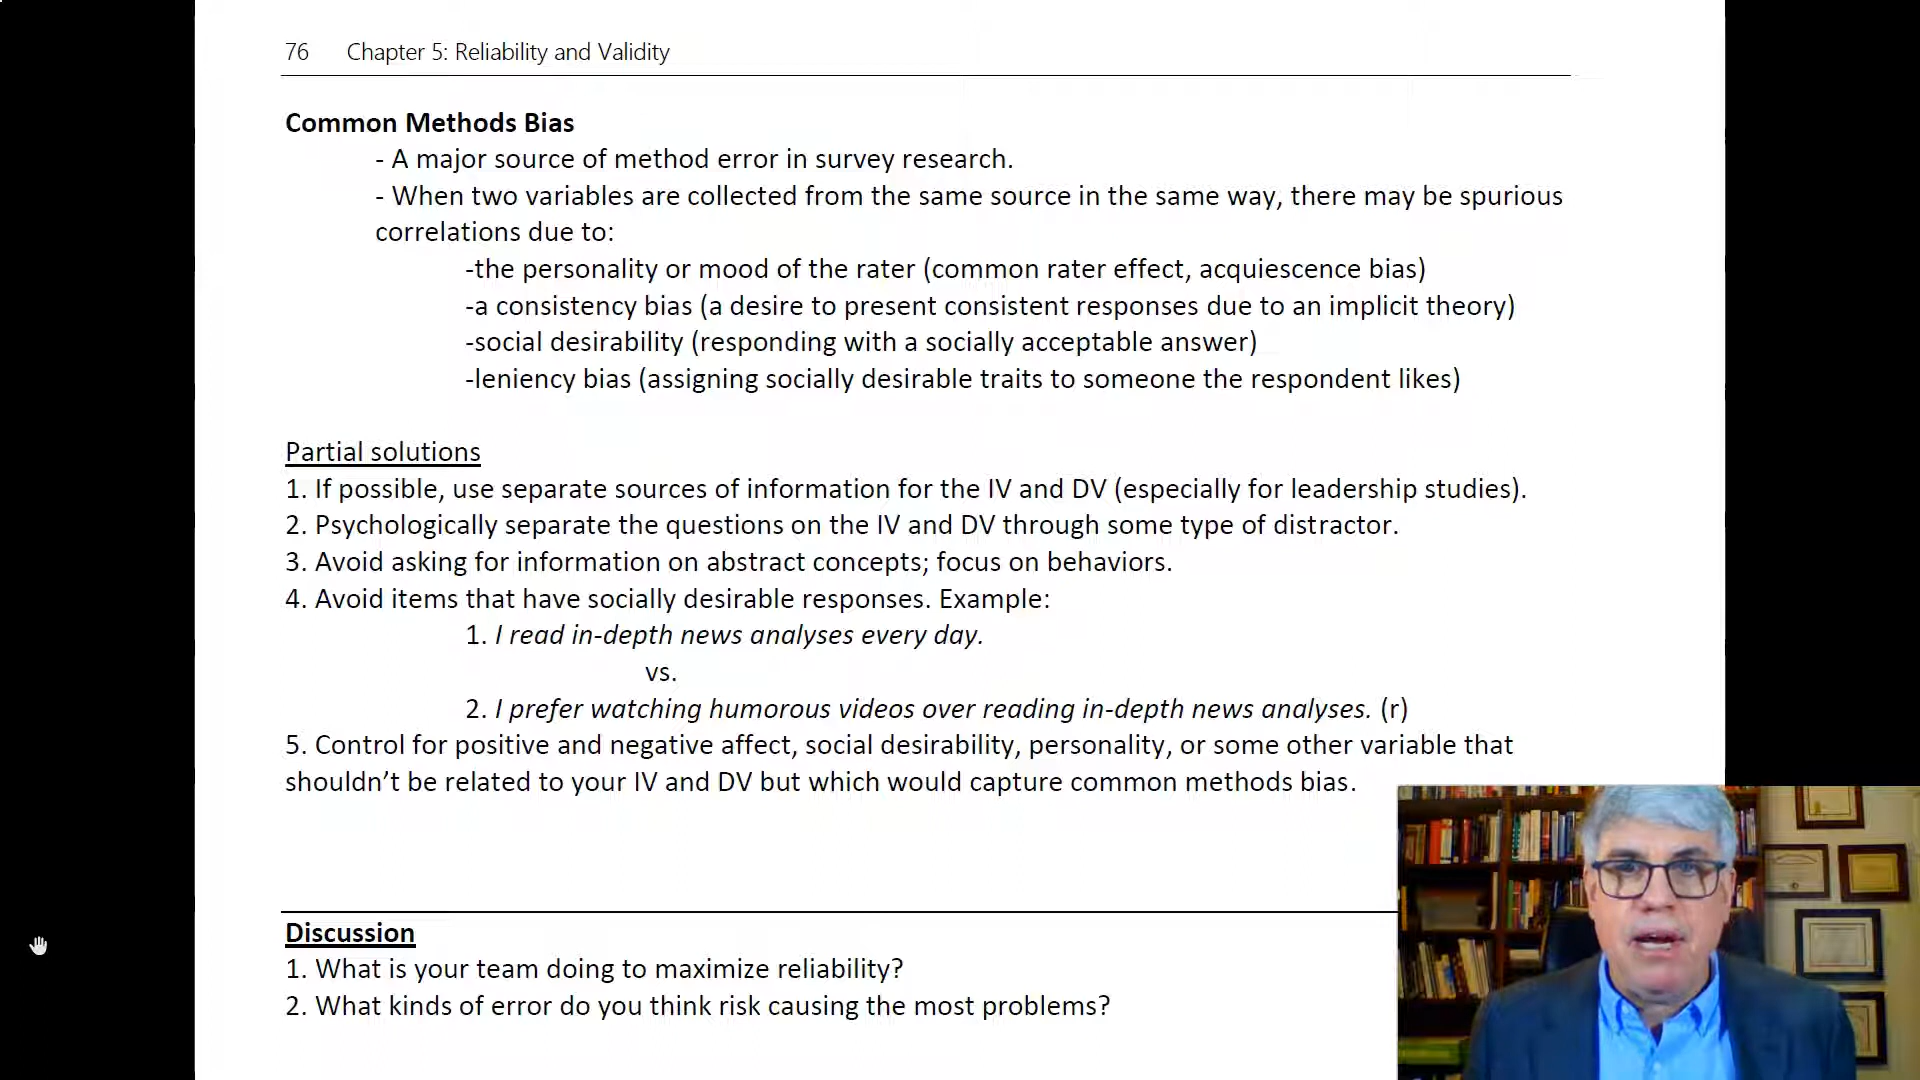 76 Chapter 5: Reliability and Validity
Common Methods Bias
- A major source of method error in survey research.
- When two variables are collected from the same source in the same way, there may be spurious
correlations due to:
-the personality or mood of the rater (common rater effect, acquiescence bias)
-a consistency bias (a desire to present consistent responses due to an implicit theory)
-social desirability (responding with a socially acceptable answer)
-leniency bias (assigning socially desirable traits to someone the respondent likes)
Partial solutions
1. If possible, use separate sources of information for the IV and DV (especially for leadership studies).
2. Psychologically separate the questions on the IV and DV through some type of distractor.
3. Avoid asking for information on abstract concepts; focus on behaviors.
4. Avoid items that have socially desirable responses. Example:
1. I read in-depth news analyses every day.
vs.
2. I prefer watching humorous videos over reading in-depth news analyses. (r)
5. Control for positive and negative affect, social desirability, personality, or some other variable that
shouldn’t be related to your IV and DV but which would capture common methods bias.
Discussion
1. What is your team doing to maximize reliability?
2. What kinds of error do you think risk causing the most problems?